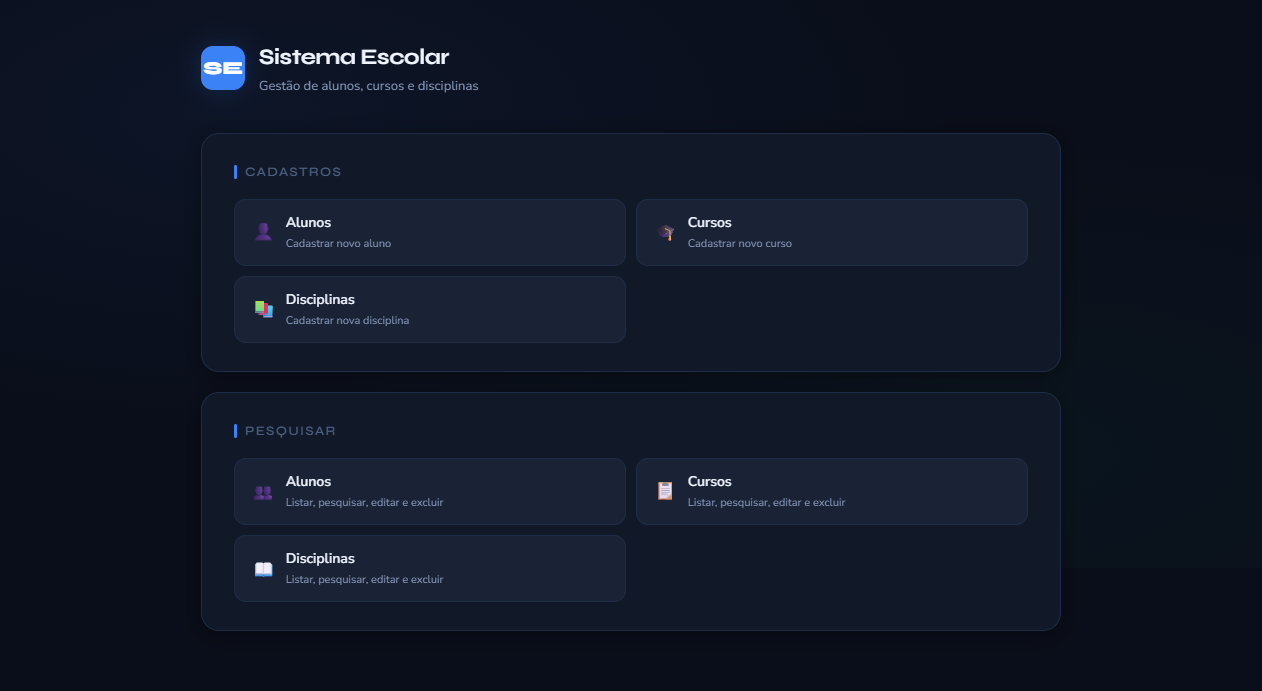 SE
Sistema Escolar
Gestão de alunos, cursos e disciplinas
CADASTROS
Alunos
Cadastrar novo aluno
Cursos
Cadastrar novo curso
Disciplinas
Cadastrar nova disciplina
PESQUISAR
Alunos
Listar, pesquisar, editar e excluir
Cursos
Listar, pesquisar, editar e excluir
Disciplinas
Listar, pesquisar, editar e excluir